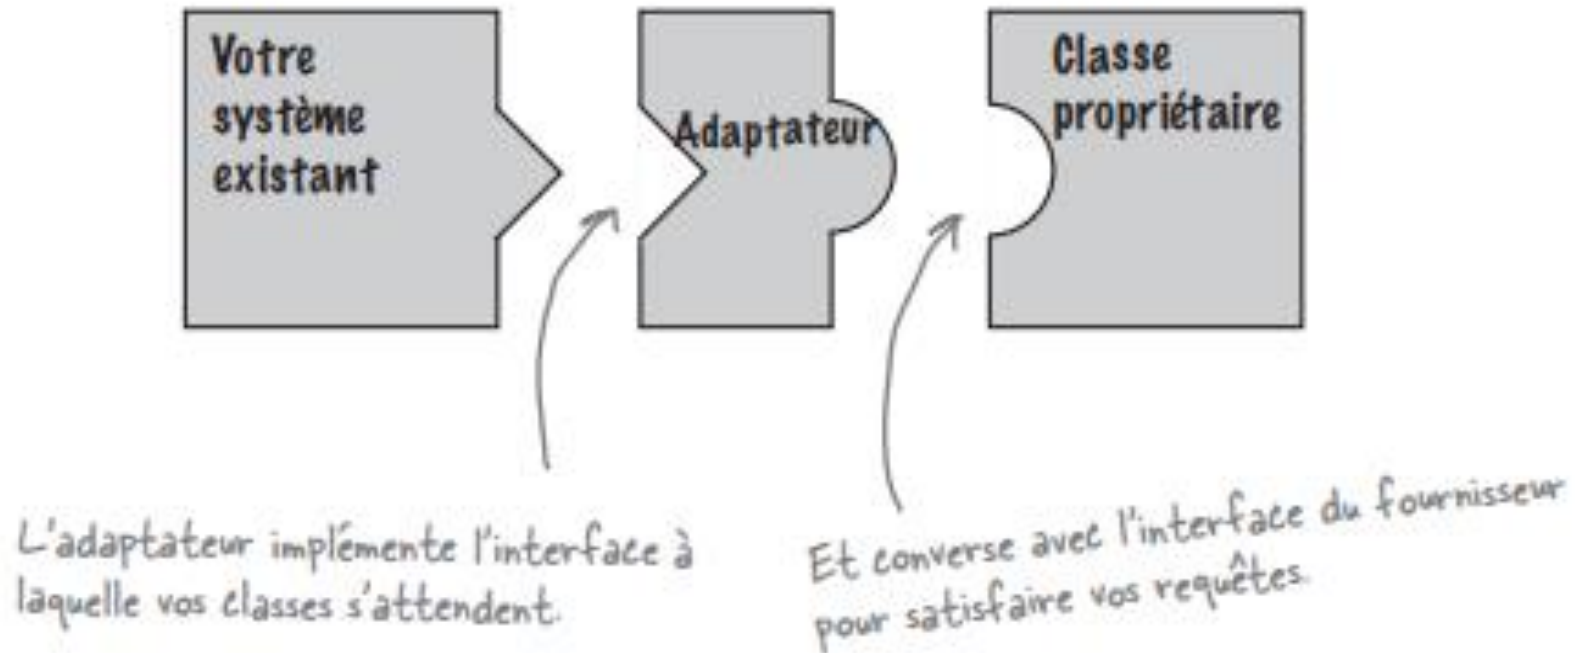 Votre
système
existant
Adaptateur
Classe
propriétaire
L'adaptateur implémente l'interface à
laquelle vos classes s'attendent.
Et converse avec l'interface du fournisseur
pour satisfaire vos requêtes.